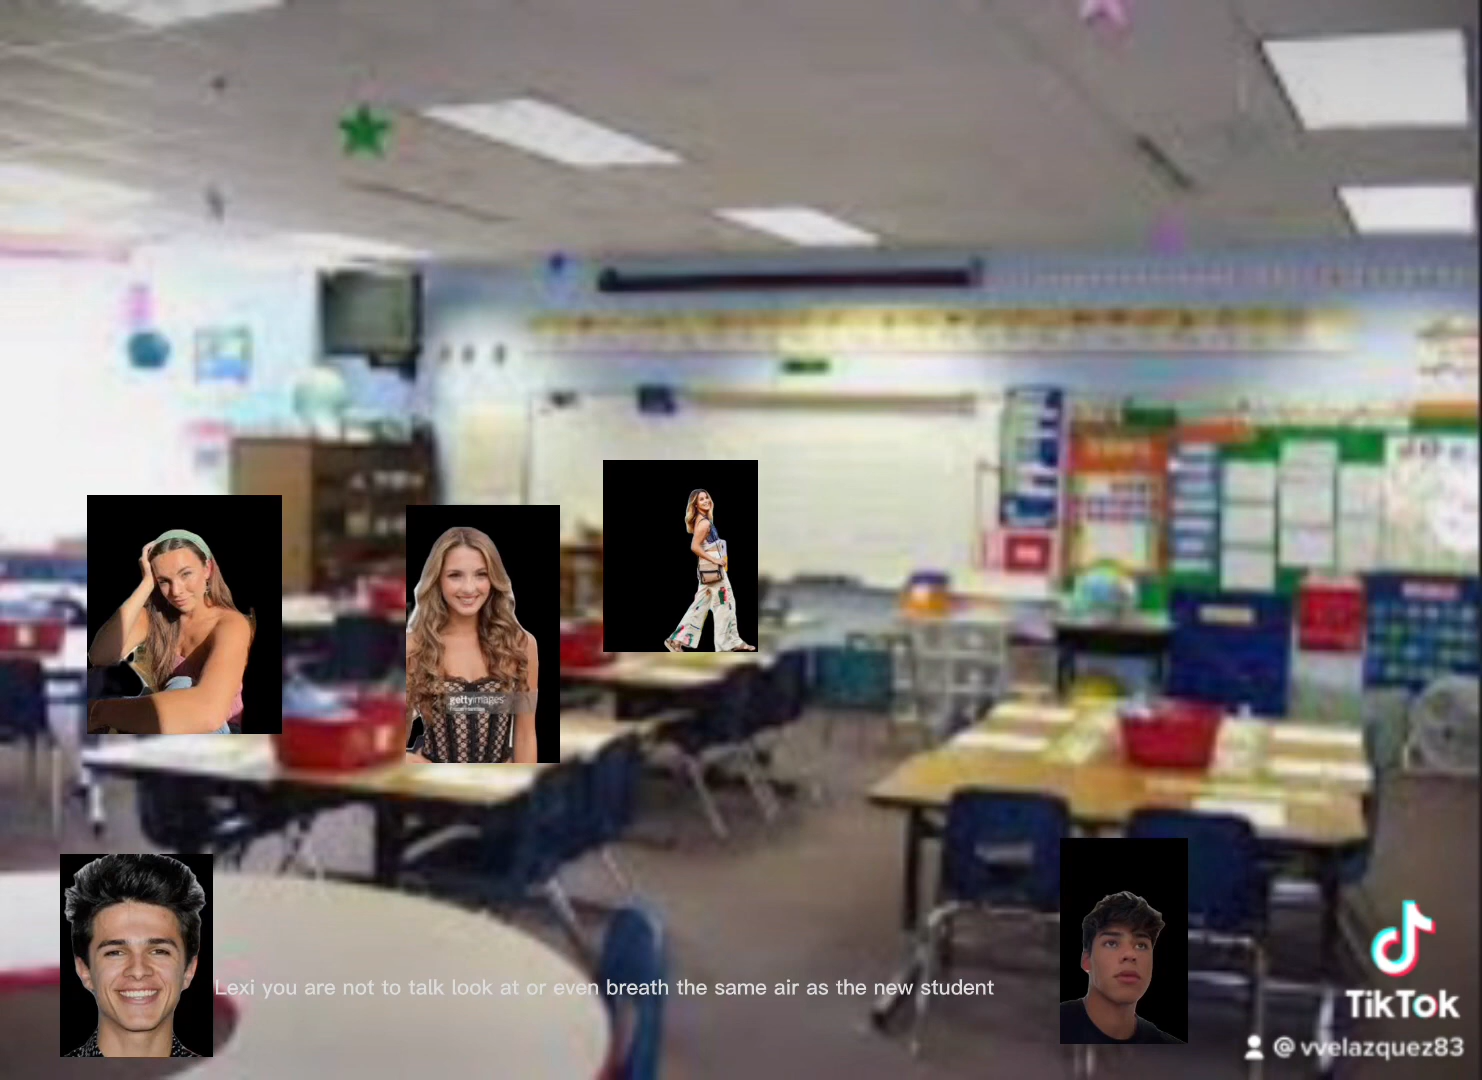 gettyimages
Lexi you are not to talk look at or even breath the same air as the new student
TikTok
@ vvelazquez83